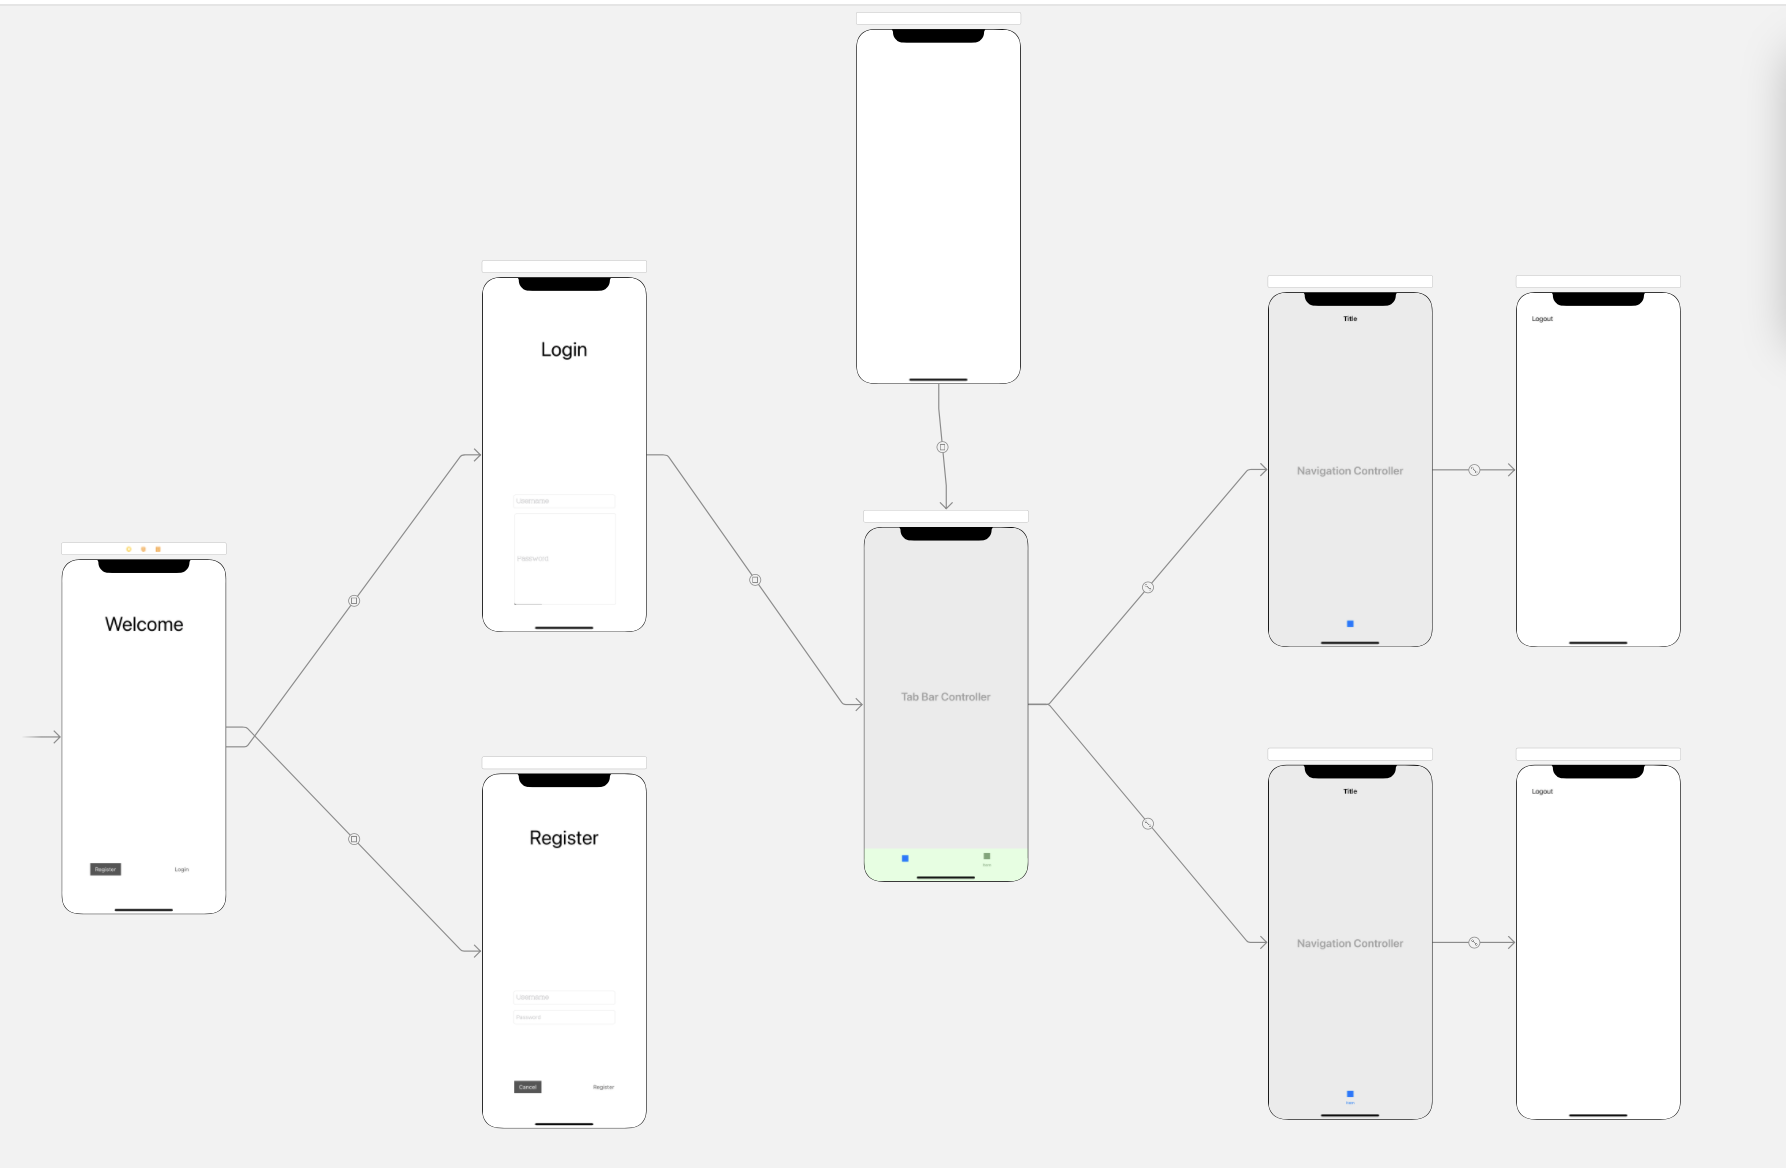 Welcome
Register
Login
Login
Username
Password
Register
Username
Password
Cancel
Register
Tab Bar Controller
Title
Navigation Controller
Logout
Title
Navigation Controller
Logout